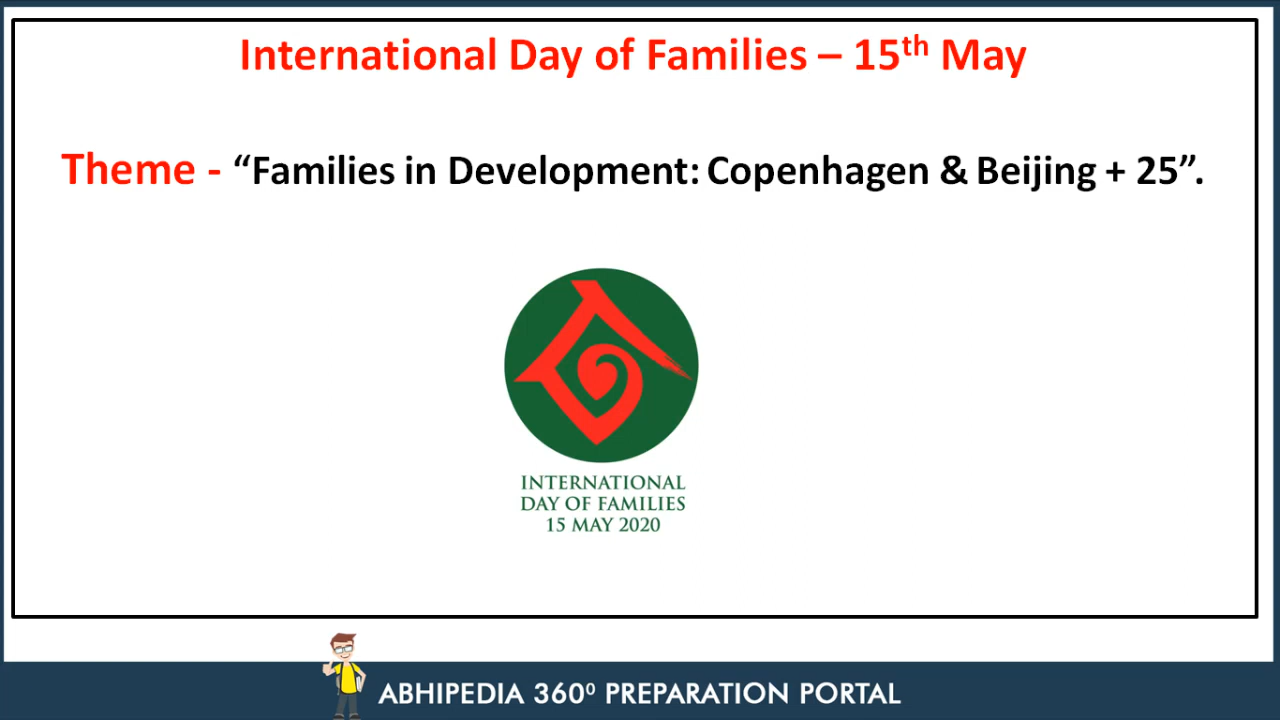 International Day of Families – 15th May
Theme - “Families in Development: Copenhagen & Beijing + 25”.
INTERNATIONAL
DAY OF FAMILIES
15 MAY 2020
ABHIPEDIA 360⁰ PREPARATION PORTAL